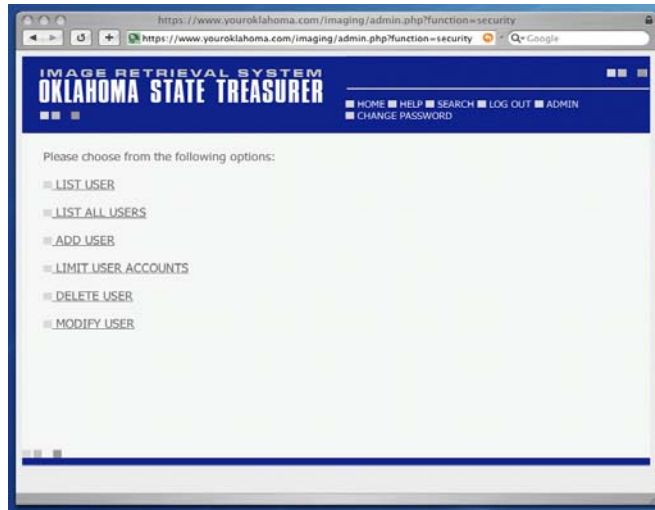 https://www.youroklahoma.com/imaging/admin.php?function=security
https://www.youroklahoma.com/imaging/admin.php?function=security
Google
IMAGE RETRIEVAL SYSTEM
OKLAHOMA STATE TREASURER
HOME HELP SEARCH LOG OUT ADMIN
CHANGE PASSWORD
Please choose from the following options:
LIST USER
LIST ALL USERS
ADD USER
LIMIT USER ACCOUNTS
DELETE USER
MODIFY USER